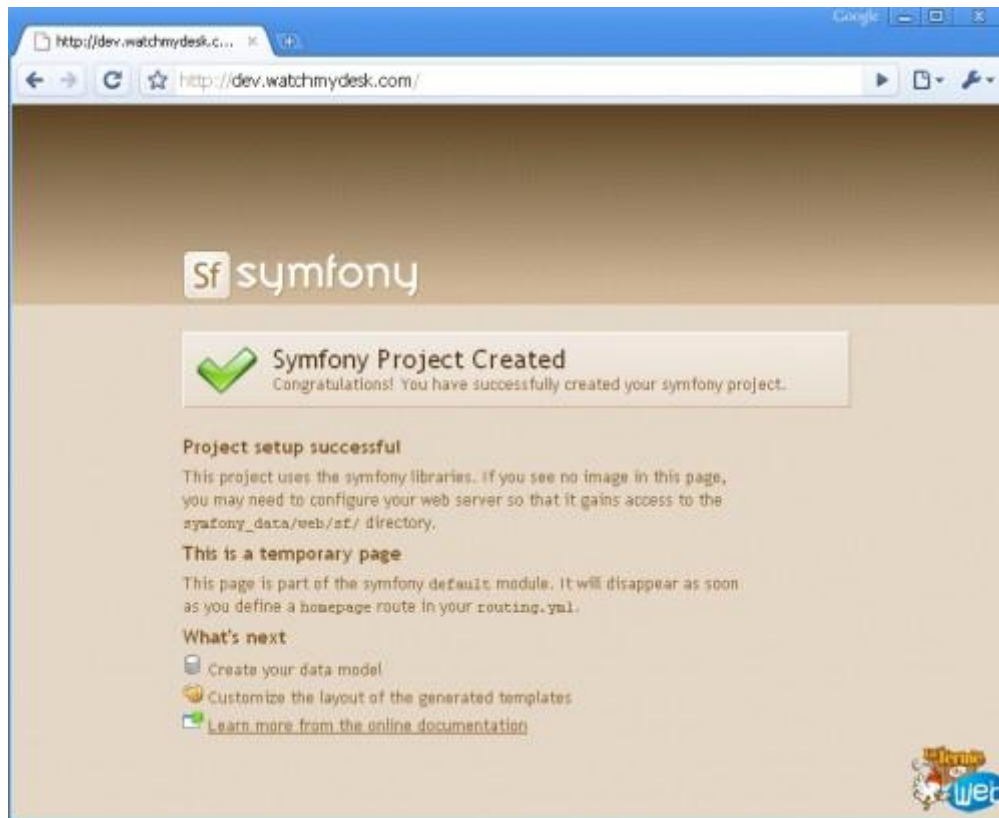 Google
http://dev.watchmydesk.c...
http://dev.watchmydesk.com/
Sf symfony
Symfony Project Created
Congratulations! You have successfully created your symfony project.
Project setup successful
This project uses the symfony libraries. If you see no image in this page,
you may need to configure your web server so that it gains access to the
symfony_data/web/sf/ directory.
This is a temporary page
This page is part of the symfony default module. It will disappear as soon
as you define a homepage route in your routing.yml.
What's next
Create your data model
Customize the layout of the generated templates
Learn more from the online documentation
Ferme
Web